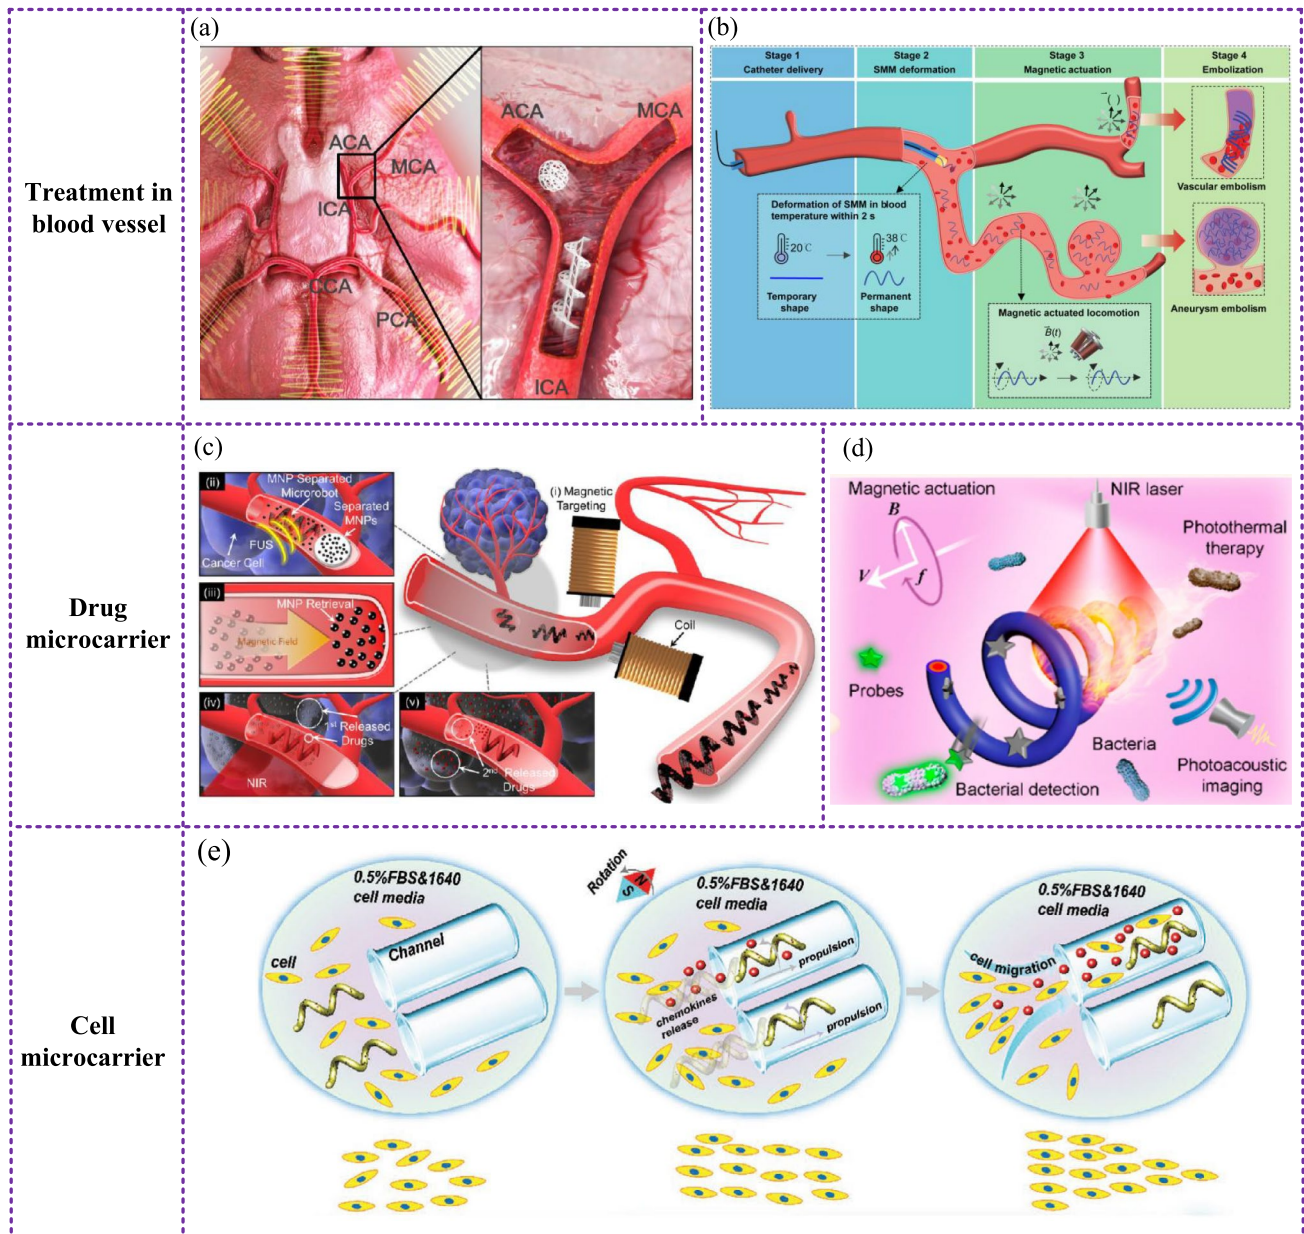 Treatment in
blood vessel
(a)
ACA
MCA
ICA
CCA
PCA
ACA
MCA
ICA
(b)
Stage 1
Catheter delivery
Stage 2
SMM deformation
Stage 3
Magnetic actuation
Stage 4
Embolization
Vascular embolism
Deformation of SMM in blood
temperature within 2 s
20℃
38℃
Temporary
shape
Permanent
shape
Magnetic actuated locomotion
B(t)
Aneurysm embolism
Drug
microcarrier
(c)
(ii)
MNP Separated
Microrobot
Separated
MNPs
FUS
Cancer Cell
(iii)
MNP Retrieval
Magnetic Field
(iv)
1st Released
Drugs
NIR
(v)
2nd Released
Drugs
(i) Magnetic
Targeting
Coil
(d)
Magnetic actuation
B
V
f
NIR laser
Photothermal
therapy
Probes
Bacteria
Bacterial detection
Photoacoustic
imaging
Cell
microcarrier
(e)
0.5%FBS&1640
cell media
cell
Channel
Rotation
N
S
0.5%FBS&1640
cell media
propulsion
chemokines
release
propulsion
0.5%FBS&1640
cell media
cell migration